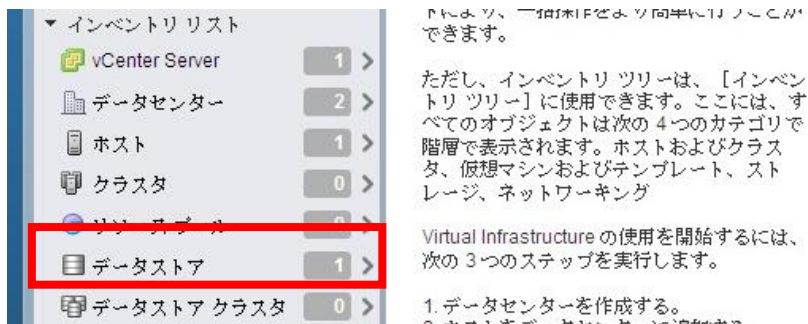 インベントリ リスト
vCenter Server 1
データセンター 2
ホスト 1
クラスタ 0
データストア 1
データストア クラスタ 0
できます。
ただし、インベントリ ツリーは、［インベン
トリ ツリー］に使用できます。ここには、す
べてのオブジェクトは次の 4つのカテゴリで
階層で表示されます。ホストおよびクラス
タ、仮想マシンおよびテンプレート、スト
レージ、ネットワーキング
Virtual Infrastructure の使用を開始するには、
次の 3つのステップを実行します。
1. データセンターを作成する。